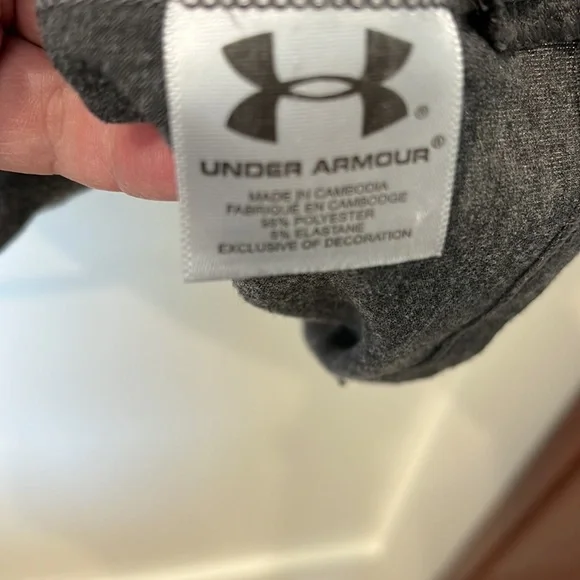 ®
UNDER ARMOUR®
MADE IN CAMBODIA
FABRIQUÉ EN CAMBODGE
95% POLYESTER
5% ELASTANE
EXCLUSIVE OF DECORATION